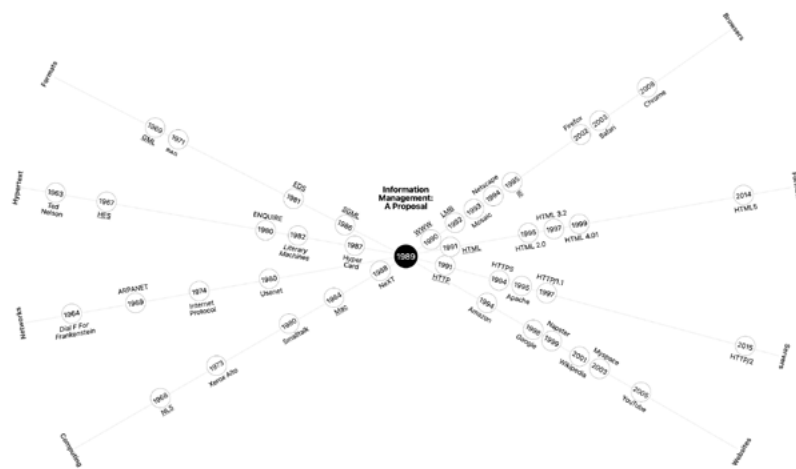 Browsers
Formats
2008
Chrome
Firefox
2002
2003
Safari
1969
GML
1971
Hypertext
1963
Ted
Nelson
1967
HES
EDS
1981
SGML
1986
Information
Management:
A Proposal
1989
WWW
1990
LMB
1992
1993
Mosaic
Netscape
1994
1995
IE
2014
HTML5
ENQUIRE
1980
1982
Literary
Machines
1987
Hyper
Card
1991
HTML
1995
HTML 2.0
HTML 3.2
1997
1999
HTML 4.01
Networks
1964
Dial F For
Frankenstein
ARPANET
1969
1974
Internet
Protocol
1980
Usenet
1988
NeXT
1991
HTTP
HTTPS
1994
1995
Apache
HTTP/1.1
1997
2015
HTTP/2
Servers
Computing
1968
NLS
1973
Xerox Alto
1980
Smalltalk
1984
Mac
1994
Amazon
1998
Google
Napster
1999
2001
Wikipedia
Myspace
2003
2005
YouTube
Websites